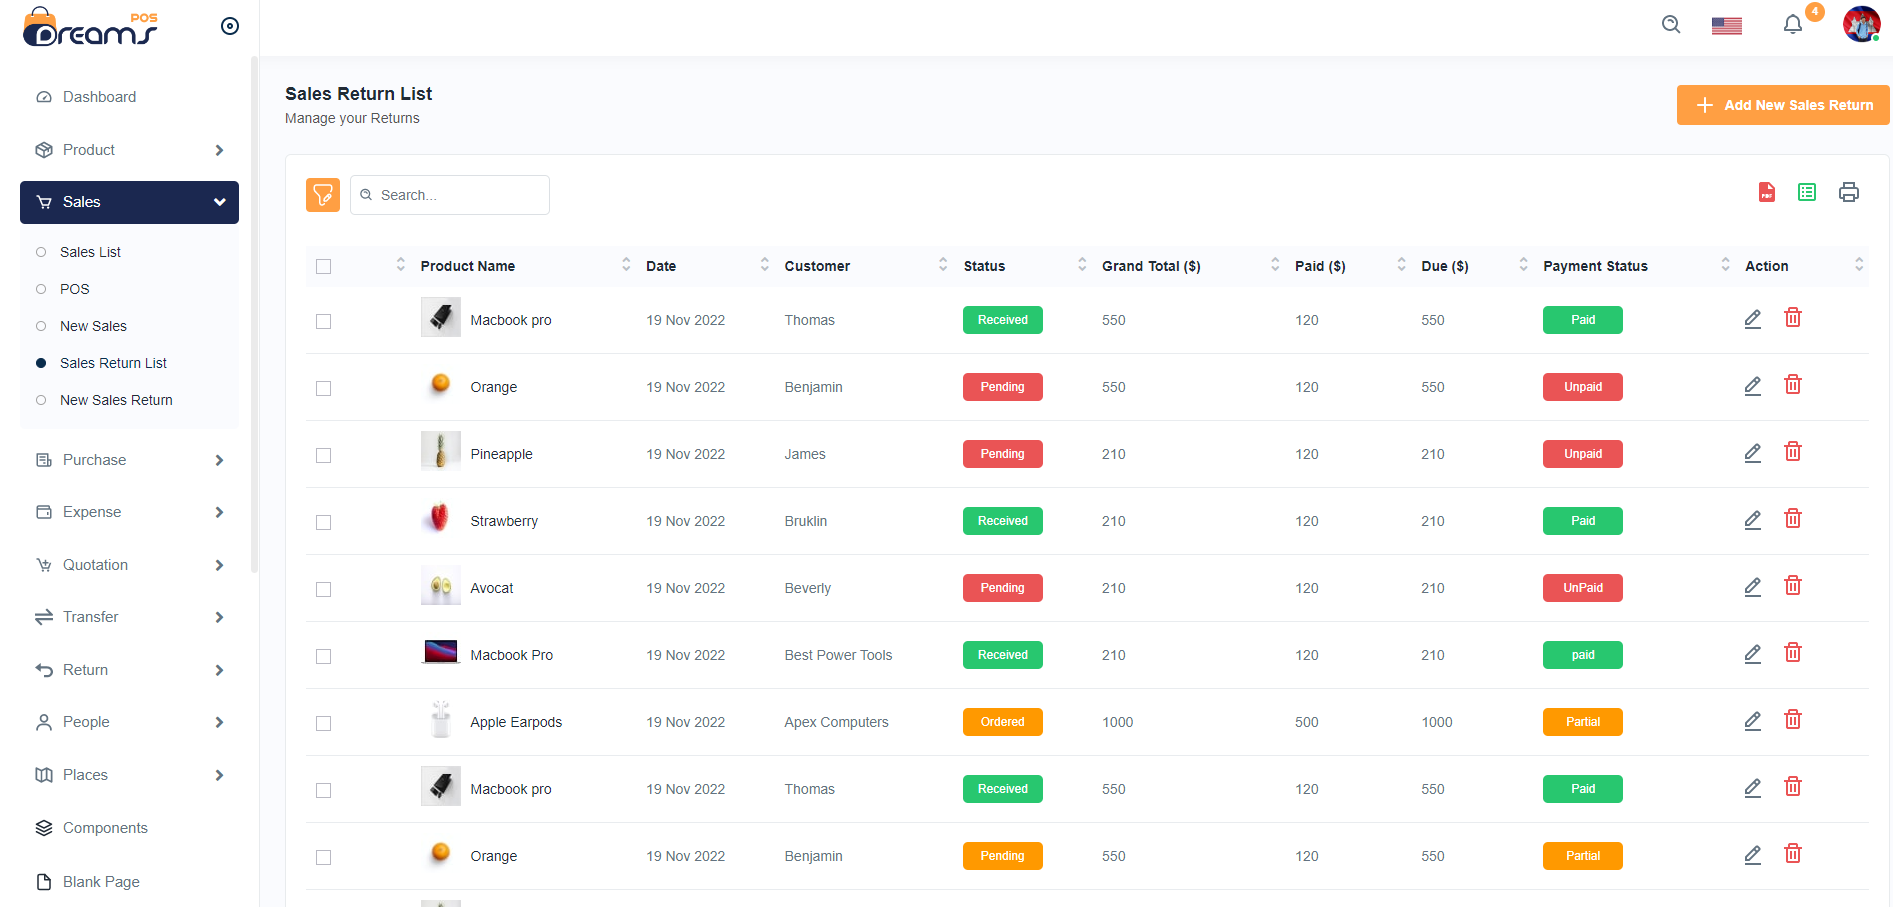 POS
Dreams
4
Dashboard
Product
Sales
Sales List
POS
New Sales
Sales Return List
New Sales Return
Purchase
Expense
Quotation
Transfer
Return
People
Places
Components
Blank Page
Sales Return List
Manage your Returns
Add New Sales Return
Search...
PDF
Product Name Date Customer Status Grand Total ($) Paid ($) Due ($) Payment Status Action
Macbook pro 19 Nov 2022 Thomas Received 550 120 550 Paid
Orange 19 Nov 2022 Benjamin Pending 550 120 550 Unpaid
Pineapple 19 Nov 2022 James Pending 210 120 210 Unpaid
Strawberry 19 Nov 2022 Bruklin Received 210 120 210 Paid
Avocat 19 Nov 2022 Beverly Pending 210 120 210 UnPaid
Macbook Pro 19 Nov 2022 Best Power Tools Received 210 120 210 paid
Apple Earpods 19 Nov 2022 Apex Computers Ordered 1000 500 1000 Partial
Macbook pro 19 Nov 2022 Thomas Received 550 120 550 Paid
Orange 19 Nov 2022 Benjamin Pending 550 120 550 Partial